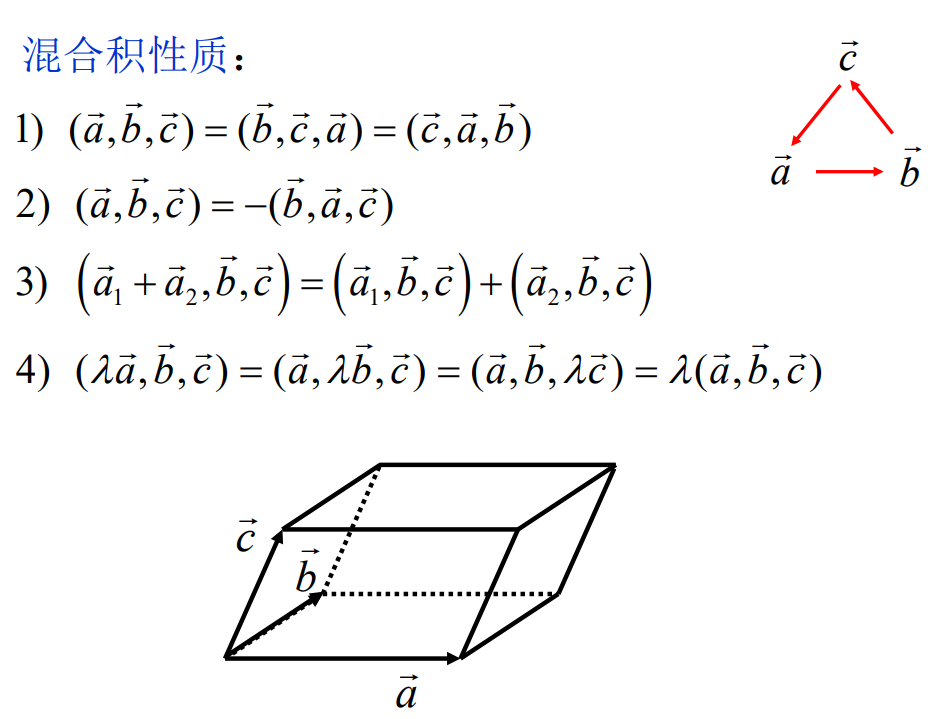 混合积性质：
1) (a⃗,b⃗,c⃗) = (b⃗,c⃗,a⃗) = (c⃗,a⃗,b⃗)
2) (a⃗,b⃗,c⃗) = −(b⃗,a⃗,c⃗)
3) (a⃗₁ + a⃗₂,b⃗,c⃗) = (a⃗₁,b⃗,c⃗) + (a⃗₂,b⃗,c⃗)
4) (λa⃗,b⃗,c⃗) = (a⃗,λb⃗,c⃗) = (a⃗,b⃗,λc⃗) = λ(a⃗,b⃗,c⃗)
c⃗
a⃗ b⃗
c⃗
b⃗
a⃗